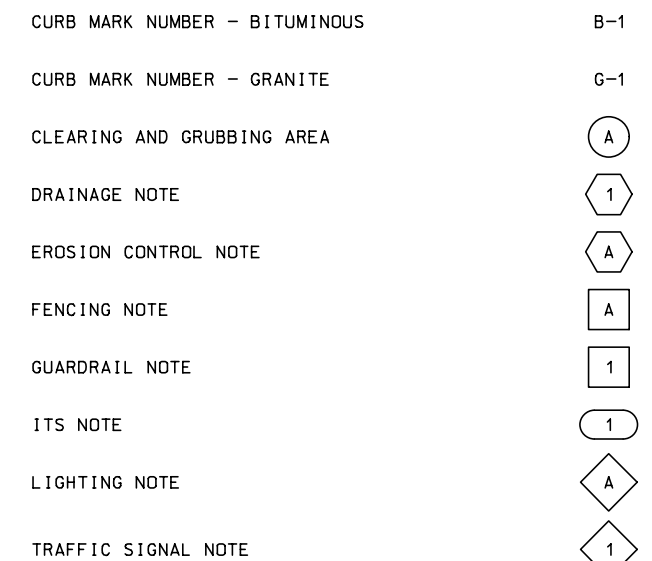 CURB MARK NUMBER - BITUMINOUS B-1
CURB MARK NUMBER - GRANITE G-1
CLEARING AND GRUBBING AREA A
DRAINAGE NOTE 1
EROSION CONTROL NOTE A
FENCING NOTE A
GUARDRAIL NOTE 1
ITS NOTE 1
LIGHTING NOTE A
TRAFFIC SIGNAL NOTE 1